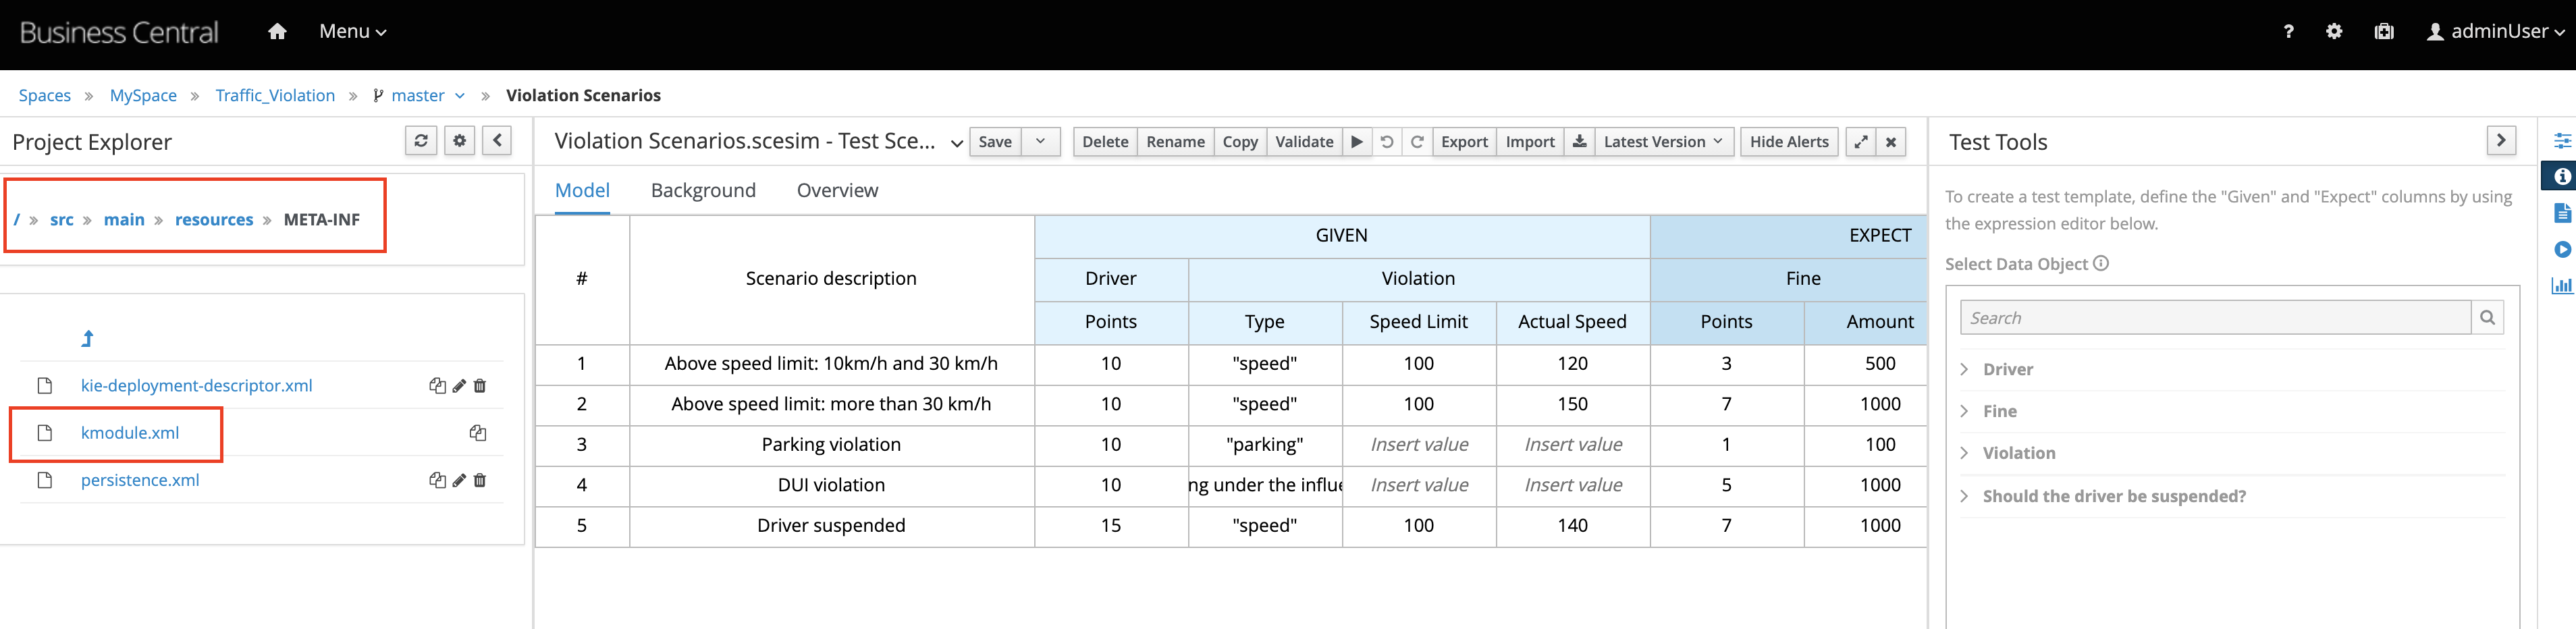 Business Central Menu ? adminUser
Spaces » MySpace » Traffic_Violation » master » Violation Scenarios
Project Explorer
/ » src » main » resources » META-INF
kie-deployment-descriptor.xml
kmodule.xml
persistence.xml
Violation Scenarios.scesim - Test Sce... Save Delete Rename Copy Validate Export Import Latest Version Hide Alerts
Model Background Overview
# Scenario description GIVEN EXPECT
Driver Violation Fine
Points Type Speed Limit Actual Speed Points Amount
1 Above speed limit: 10km/h and 30 km/h 10 "speed" 100 120 3 500
2 Above speed limit: more than 30 km/h 10 "speed" 100 150 7 1000
3 Parking violation 10 "parking" Insert value Insert value 1 100
4 DUI violation 10 ng under the influe Insert value Insert value 5 1000
5 Driver suspended 15 "speed" 100 140 7 1000
Test Tools
To create a test template, define the "Given" and "Expect" columns by using
the expression editor below.
Select Data Object
Search
Driver
Fine
Violation
Should the driver be suspended?